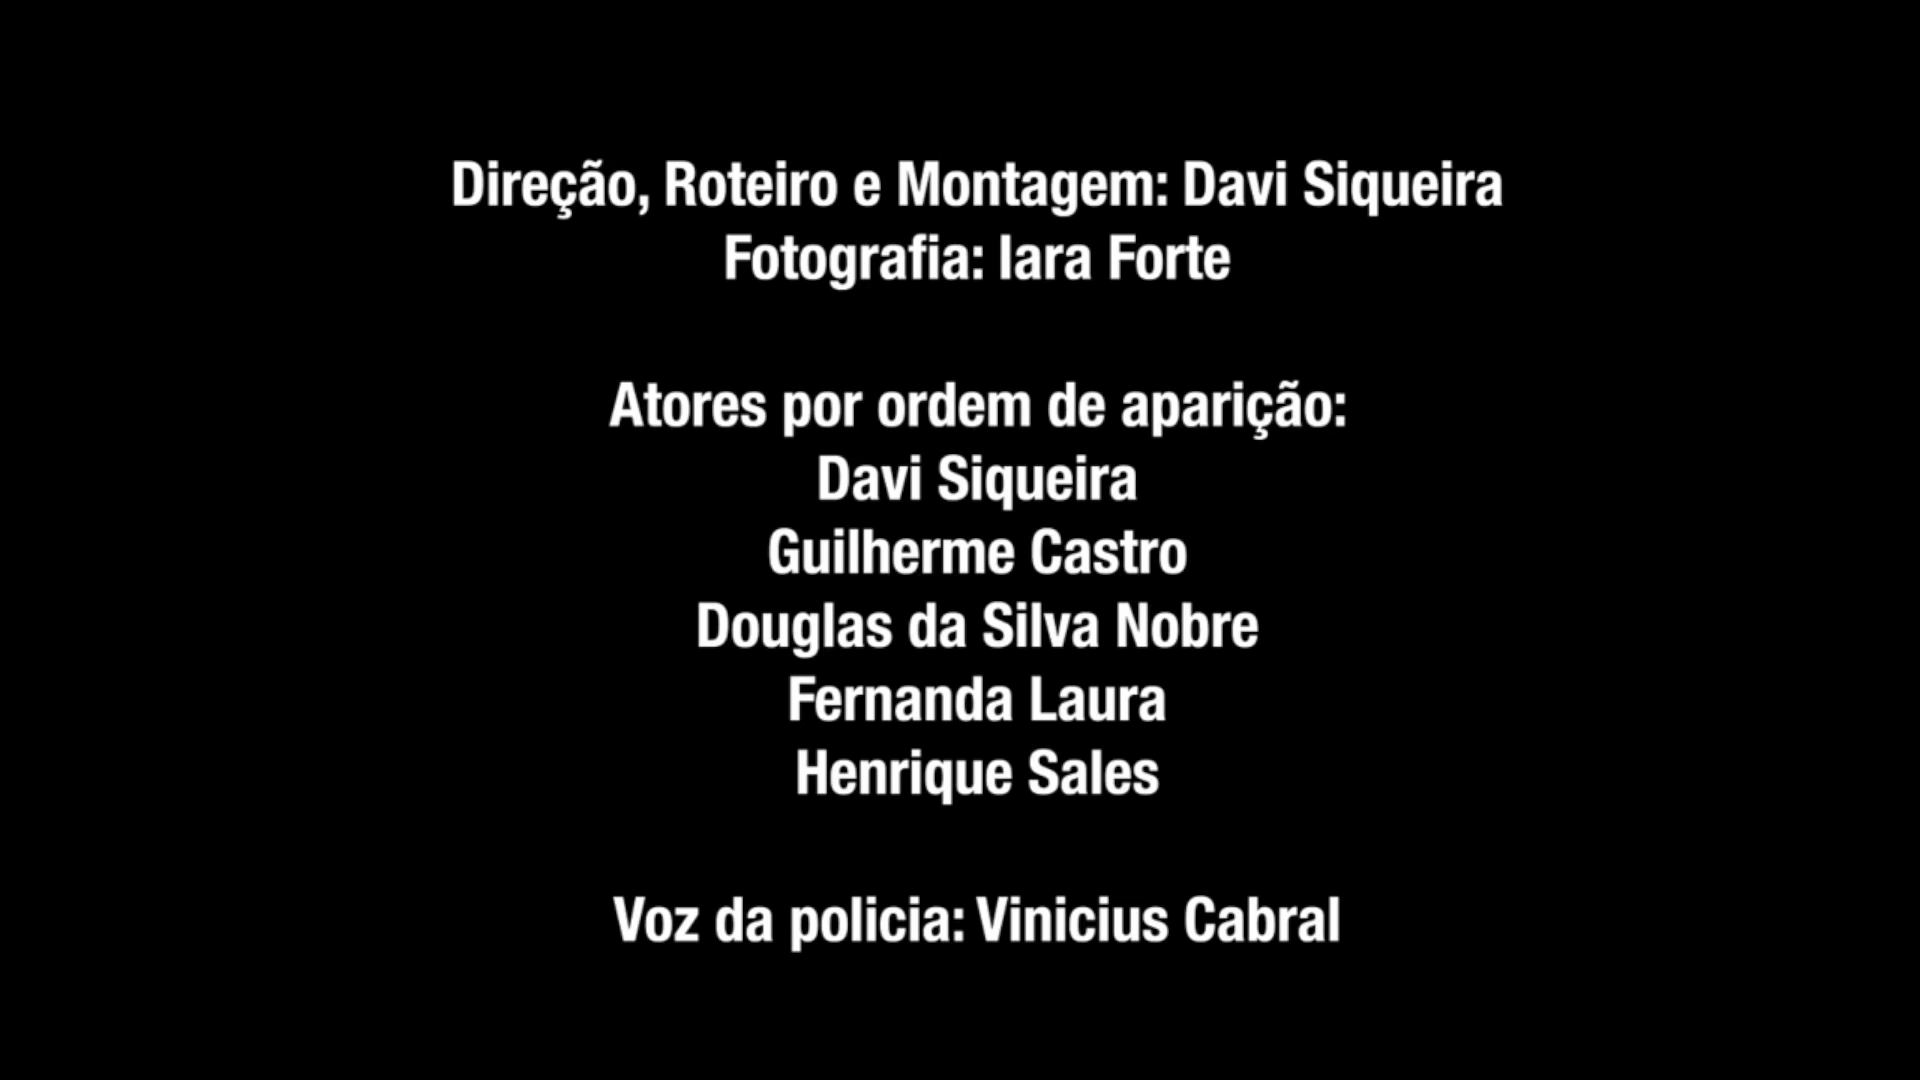 Direção, Roteiro e Montagem: Davi Siqueira
Fotografia: Iara Forte
Atores por ordem de aparição:
Davi Siqueira
Guilherme Castro
Douglas da Silva Nobre
Fernanda Laura
Henrique Sales
Voz da policia: Vinicius Cabral